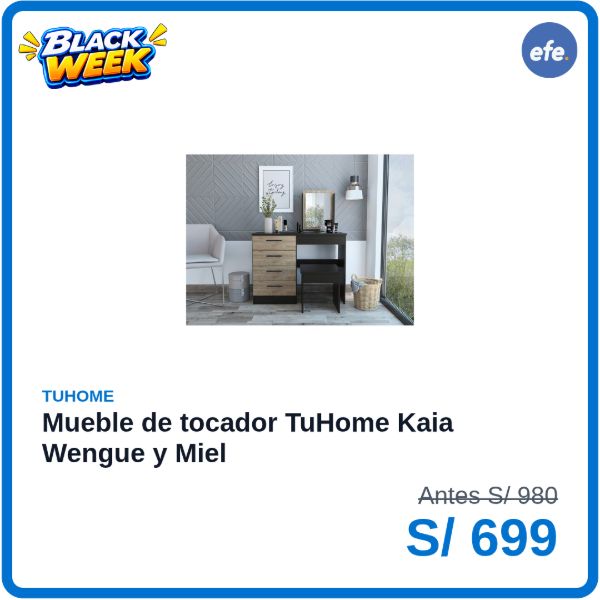 BLACK
WEEK
efe.
TUHOME
Mueble de tocador TuHome Kaia
Wengue y Miel
Antes S/ 980
S/ 699